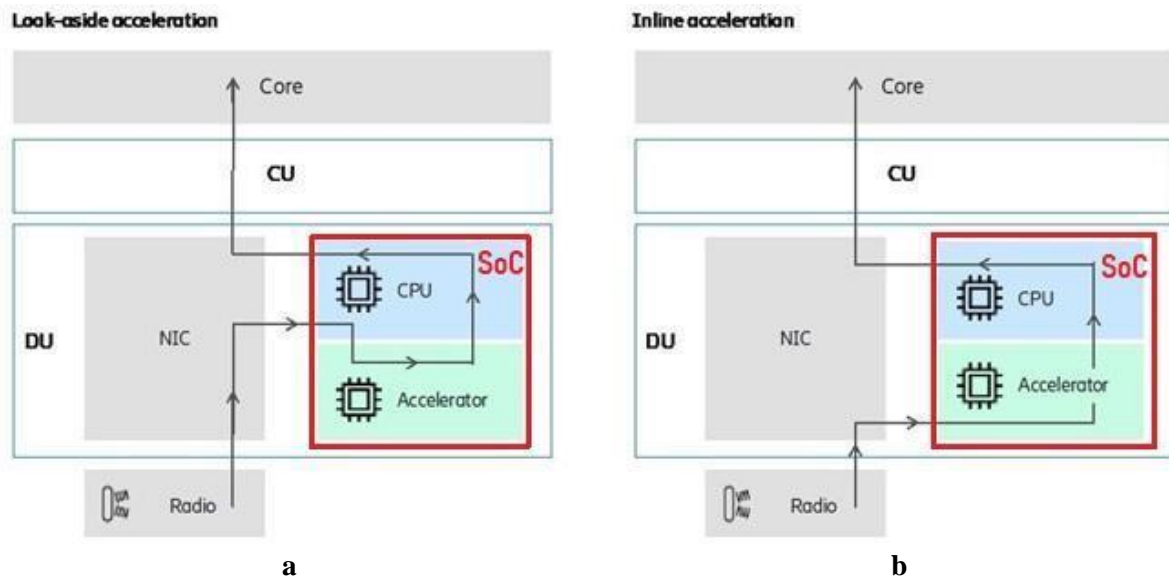 Look-aside acceleration
Core
CU
DU
NIC
SoC
CPU
Accelerator
Radio
a
Inline acceleration
Core
CU
DU
NIC
SoC
CPU
Accelerator
Radio
b